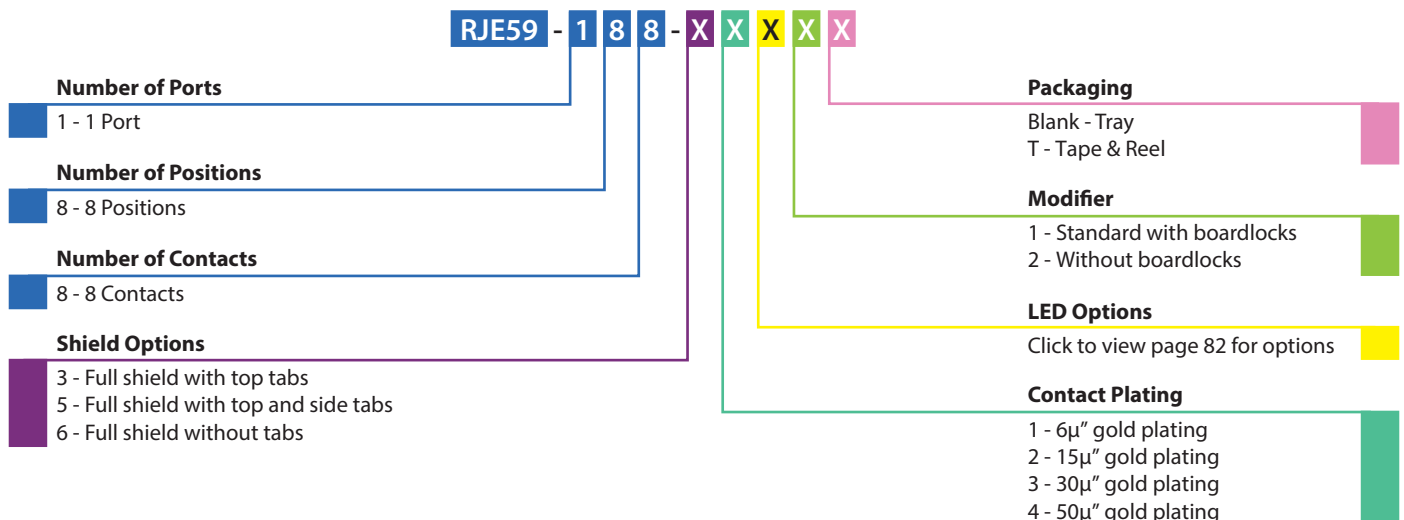 RJE59 - 1 8 8 - X X X X X
Number of Ports
1 - 1 Port
Number of Positions
8 - 8 Positions
Number of Contacts
8 - 8 Contacts
Shield Options
3 - Full shield with top tabs
5 - Full shield with top and side tabs
6 - Full shield without tabs
Packaging
Blank - Tray
T - Tape & Reel
Modifier
1 - Standard with boardlocks
2 - Without boardlocks
LED Options
Click to view page 82 for options
Contact Plating
1 - 6µ” gold plating
2 - 15µ” gold plating
3 - 30µ” gold plating
4 - 50µ” gold plating